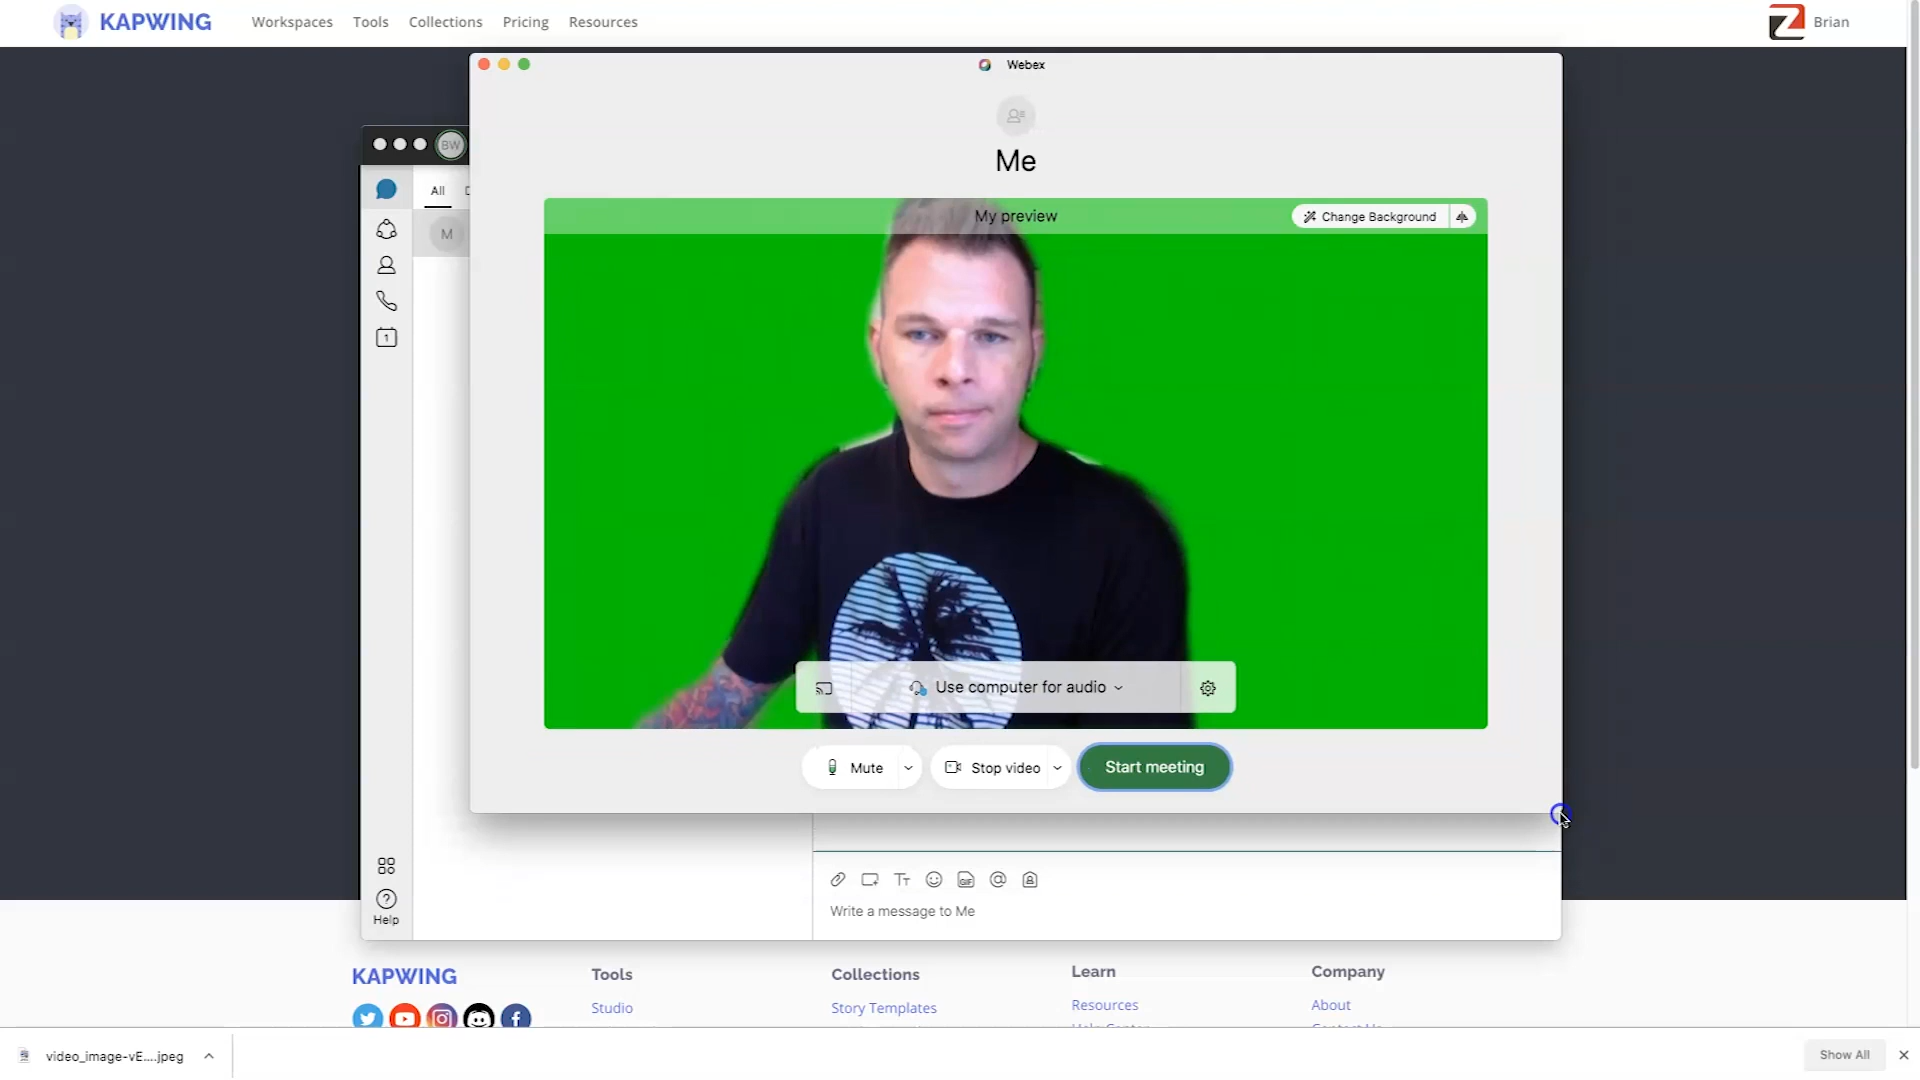 KAPWING
Workspaces Tools Collections Pricing Resources
Brian
Webex
BW
Me
All
M
My preview
Change Background
1
Use computer for audio
Mute
Stop video
Start meeting
Help
GIF
Write a message to Me
KAPWING
Tools
Studio
Collections
Story Templates
Learn
Resources
Company
About
video_image-vE....jpeg
Show All